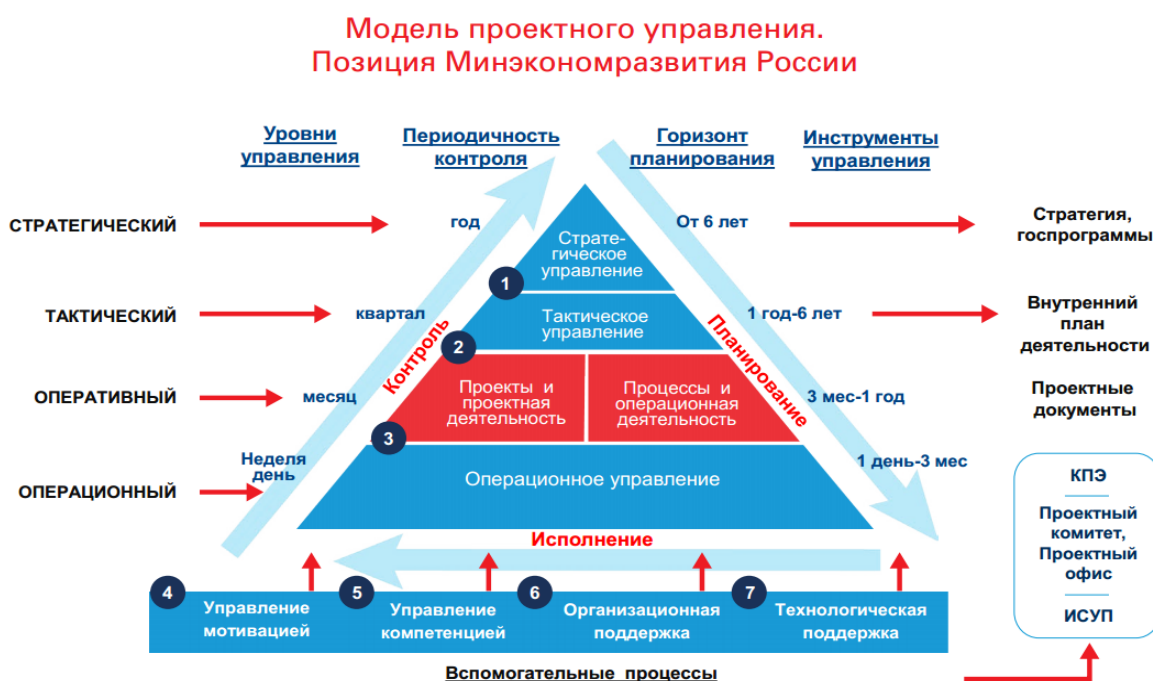 Модель проектного управления.
Позиция Минэкономразвития России
Уровни
управления
Периодичность
контроля
Горизонт
планирования
Инструменты
управления
СТРАТЕГИЧЕСКИЙ
год
Страте-
гическое
управление
От 6 лет
Стратегия,
госпрограммы
1
ТАКТИЧЕСКИЙ
квартал
Тактическое
управление
1 год-6 лет
Внутренний
план
деятельности
2
Контроль
Планирование
ОПЕРАТИВНЫЙ
месяц
Проекты и
проектная
деятельность
Процессы и
операционная
деятельность
3 мес-1 год
Проектные
документы
3
ОПЕРАЦИОННЫЙ
Неделя
день
Операционное управление
1 день-3 мес
КПЭ
Проектный
комитет,
Проектный
офис
ИСУП
Исполнение
4
Управление
мотивацией
5
Управление
компетенцией
6
Организационная
поддержка
7
Технологическая
поддержка
Вспомогательные процессы